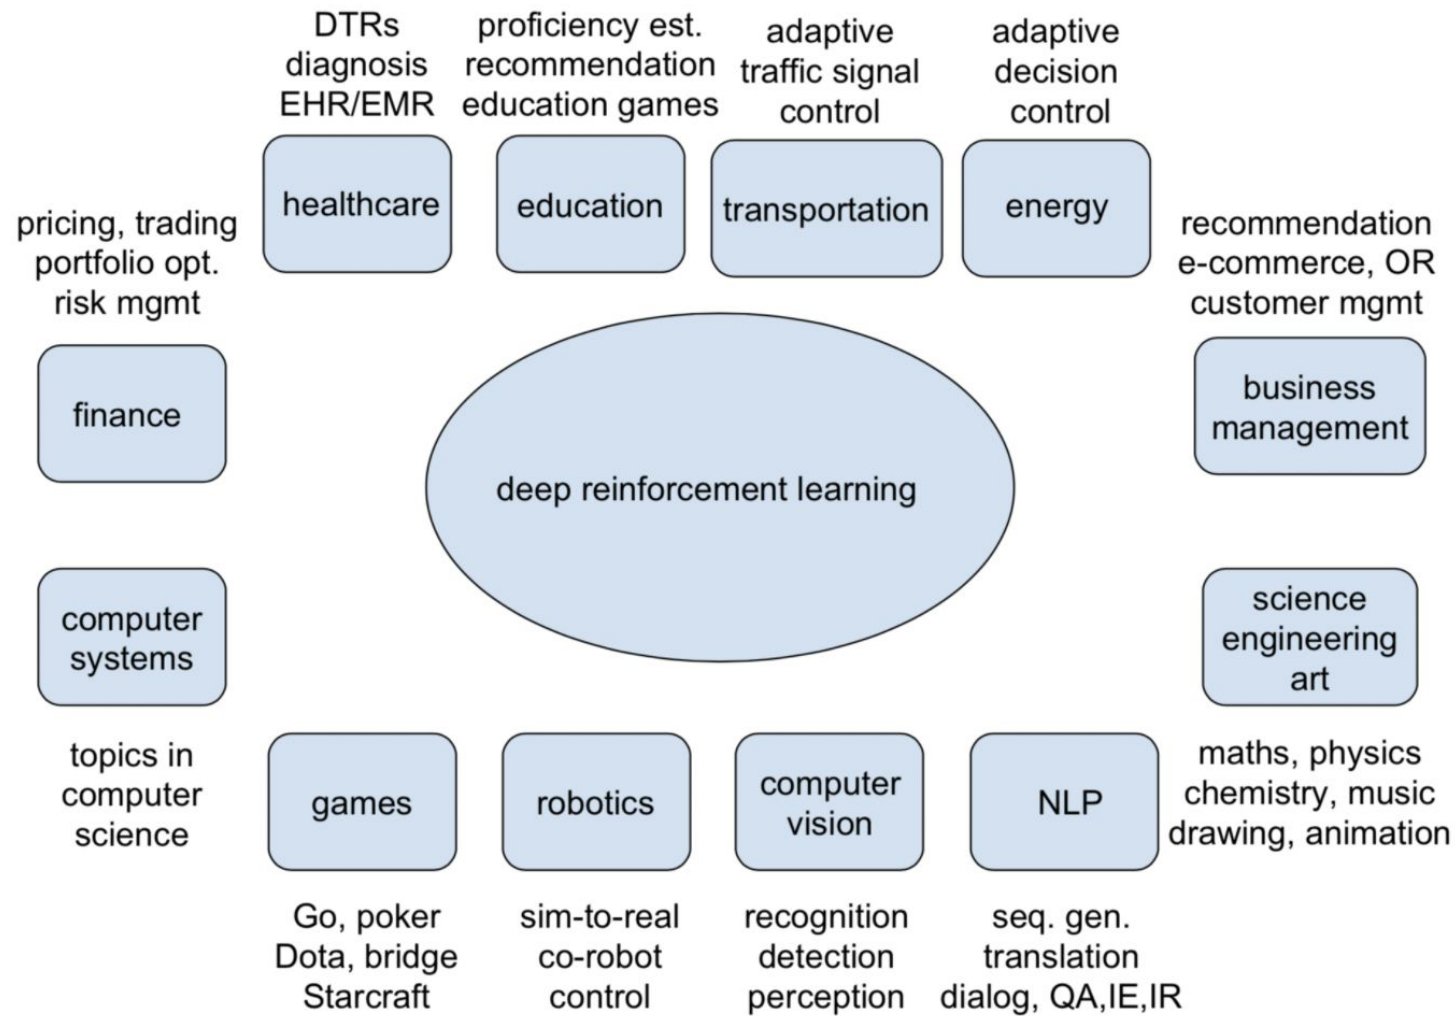 DTRs
diagnosis
EHR/EMR
proficiency est.
recommendation
education games
adaptive
traffic signal
control
adaptive
decision
control
healthcare
education
transportation
energy
pricing, trading
portfolio opt.
risk mgmt
finance
recommendation
e-commerce, OR
customer mgmt
business
management
deep reinforcement learning
computer
systems
topics in
computer
science
science
engineering
art
maths, physics
chemistry, music
drawing, animation
games
robotics
computer
vision
NLP
Go, poker
Dota, bridge
Starcraft
sim-to-real
co-robot
control
recognition
detection
perception
seq. gen.
translation
dialog, QA,IE,IR